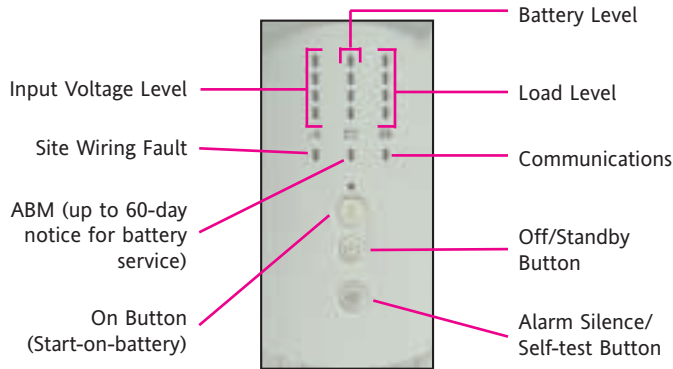 Battery Level
Input Voltage Level
Load Level
Site Wiring Fault
Communications
ABM (up to 60-day
notice for battery
service)
Off/Standby
Button
On Button
(Start-on-battery)
Alarm Silence/
Self-test Button